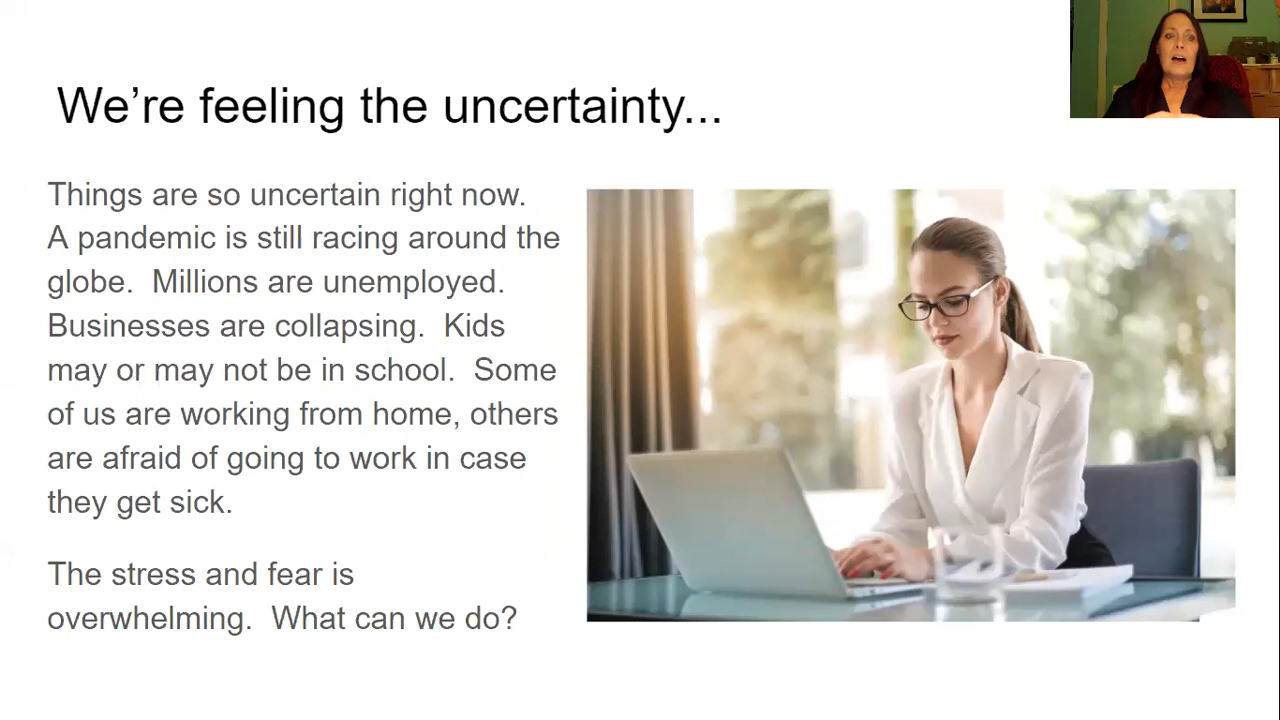 We’re feeling the uncertainty...
Things are so uncertain right now.
A pandemic is still racing around the
globe.  Millions are unemployed.
Businesses are collapsing.  Kids
may or may not be in school.  Some
of us are working from home, others
are afraid of going to work in case
they get sick.
The stress and fear is
overwhelming.  What can we do?